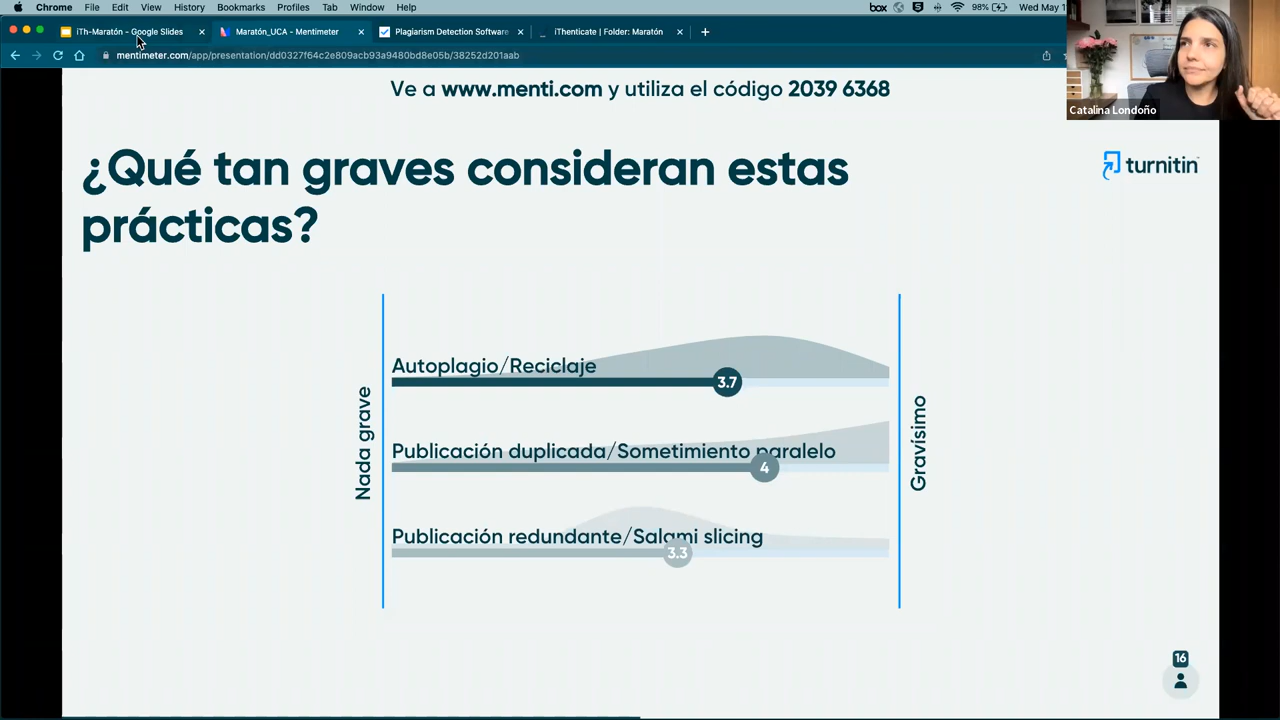 Chrome File Edit View History Bookmarks Profiles Tab Window Help box 98% Wed May
iTh-Maratón - Google Slides Maratón_UCA - Mentimeter Plagiarism Detection Software iThenticate | Folder: Maratón
mentimeter.com/app/presentation/dd0327f64c2e809acb93a9480bd8e05b/38252d201aab
Catalina Londoño
Ve a www.menti.com y utiliza el código 2039 6368
¿Qué tan graves consideran estas
prácticas?
turnitin
Nada grave
Autoplagio/Reciclaje
3.7
Publicación duplicada/Sometimiento paralelo
4
Publicación redundante/Salami slicing
3.3
Gravísimo
16